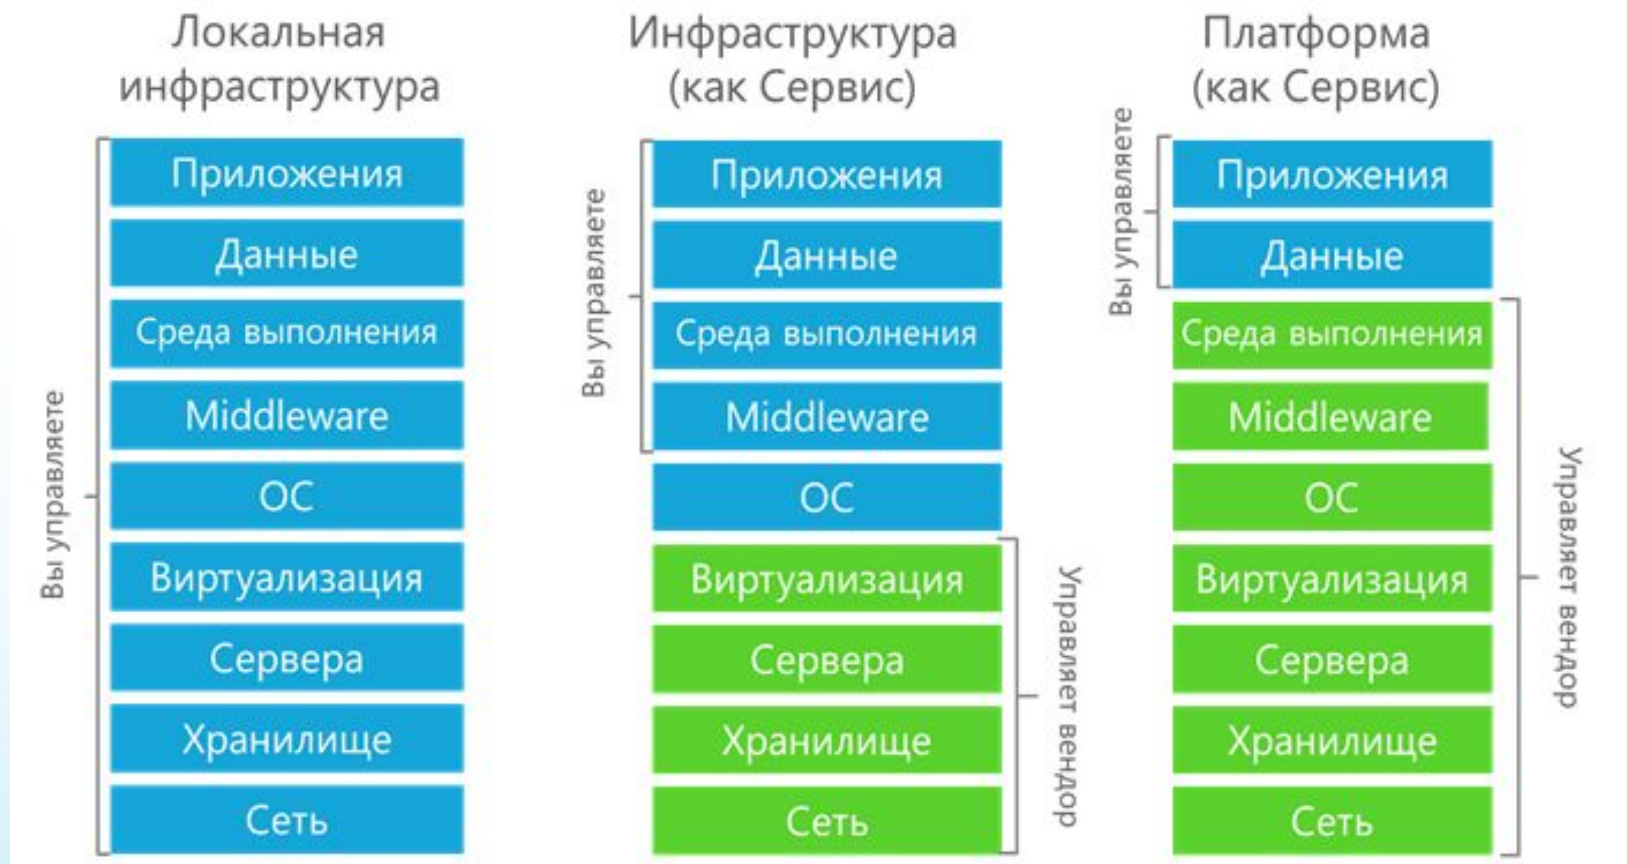 Локальная
инфраструктура
Вы управляете
Приложения
Данные
Среда выполнения
Middleware
ОС
Виртуализация
Сервера
Хранилище
Сеть
Инфраструктура
(как Сервис)
Вы управляете
Приложения
Данные
Среда выполнения
Middleware
ОС
Виртуализация
Сервера
Хранилище
Сеть
Управляет вендор
Платформа
(как Сервис)
Вы управляете
Приложения
Данные
Среда выполнения
Middleware
ОС
Виртуализация
Сервера
Хранилище
Сеть
Управляет вендор